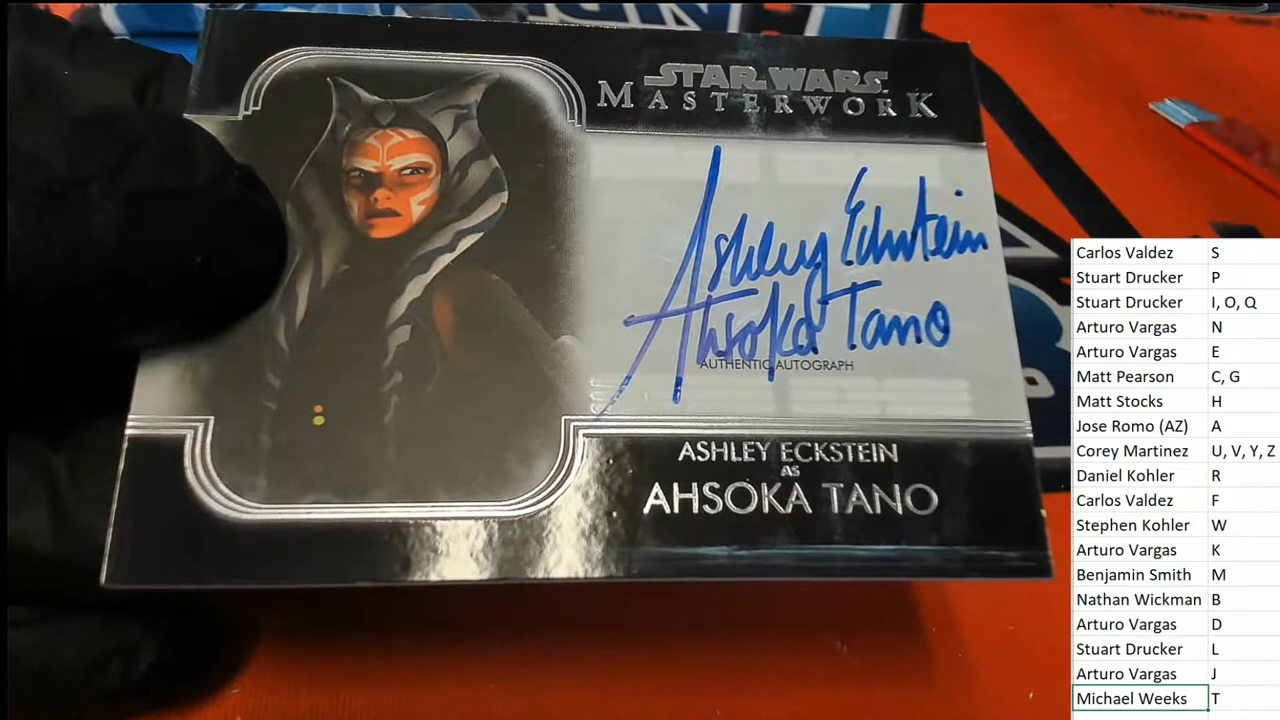 STAR WARS
MASTERWORK
Ashley Eckstein
Ahsoka Tano
AUTHENTIC AUTOGRAPH
ASHLEY ECKSTEIN
AS
AHSOKA TANO
Carlos Valdez S
Stuart Drucker P
Stuart Drucker I, O, Q
Arturo Vargas N
Arturo Vargas E
Matt Pearson C, G
Matt Stocks H
Jose Romo (AZ) A
Corey Martinez U, V, Y, Z
Daniel Kohler R
Carlos Valdez F
Stephen Kohler W
Arturo Vargas K
Benjamin Smith M
Nathan Wickman B
Arturo Vargas D
Stuart Drucker L
Arturo Vargas J
Michael Weeks T